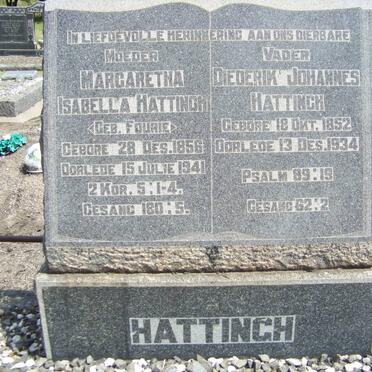 IN LIEFDEVOLLE HERINNERING AAN ONS DIERBARE
MOEDER
MARGARETHA
ISABELLA HATTINGH
<GEB. FOURIE>
GEBORE 28 DES. 1856
OORLEDE 15 JULIE 1941
2 KOR. 5:1-4.
GESANG 180:5.
VADER
DIEDERIK JOHANNES
HATTINGH
GEBORE 18 OKT. 1852
OORLEDE 13 DES. 1934
PSALM 89:19
GESANG 62:2
HATTINGH